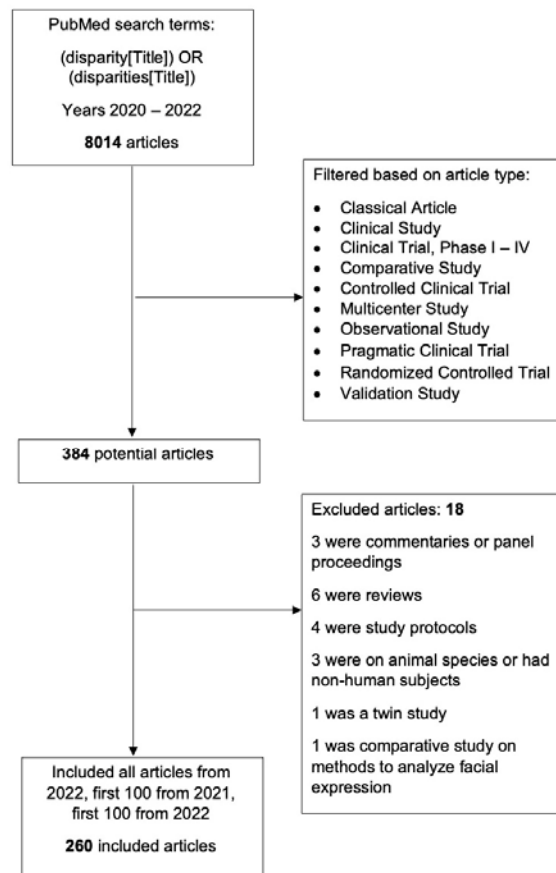 PubMed search terms:
(disparity[Title]) OR
(disparities[Title])
Years 2020 – 2022
8014 articles
Filtered based on article type:
• Classical Article
• Clinical Study
• Clinical Trial, Phase I – IV
• Comparative Study
• Controlled Clinical Trial
• Multicenter Study
• Observational Study
• Pragmatic Clinical Trial
• Randomized Controlled Trial
• Validation Study
384 potential articles
Excluded articles: 18
3 were commentaries or panel
proceedings
6 were reviews
4 were study protocols
3 were on animal species or had
non-human subjects
1 was a twin study
1 was comparative study on
methods to analyze facial
expression
Included all articles from
2022, first 100 from 2021,
first 100 from 2022
260 included articles